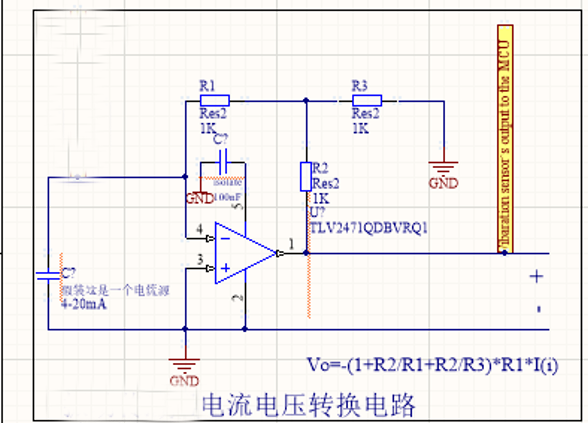 Vibaration sensor's output to the MCU
R1
Res2
1K
R3
Res2
1K
C?
isolate
100nF
GND
GND
5
R2
Res2
1K
U?
TLV2471QDBVRQ1
4
3
1
2
C?
假装这是一个电流源
4-20mA
+
-
GND
Vo=-(1+R2/R1+R2/R3)*R1*I(i)
电流电压转换电路